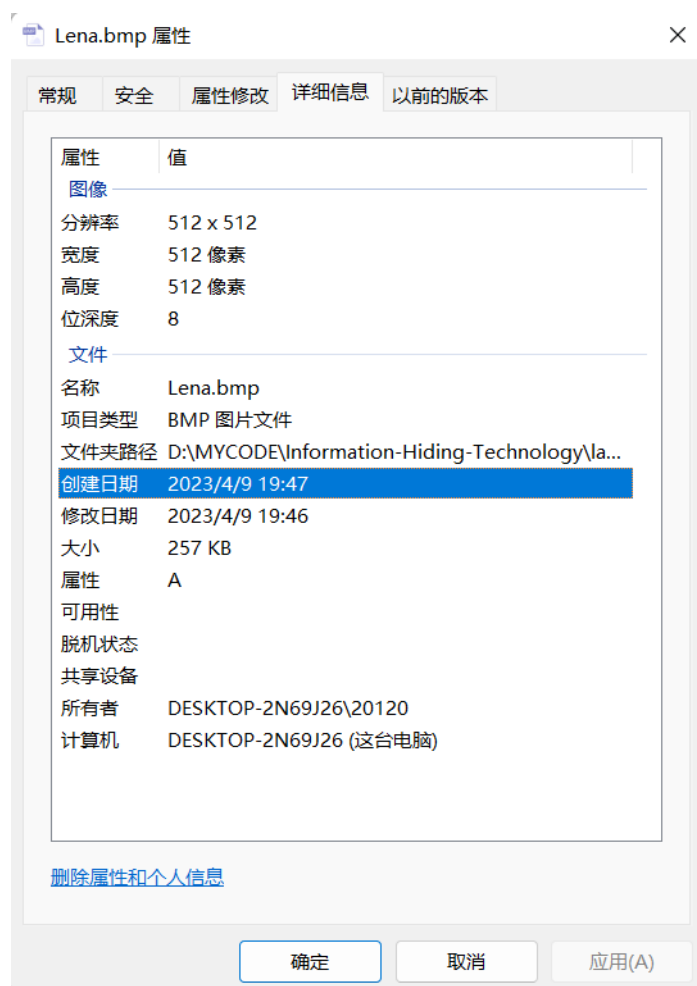 Lena.bmp 属性
常规 安全 属性修改 详细信息 以前的版本
属性 值
图像
分辨率 512 x 512
宽度 512 像素
高度 512 像素
位深度 8
文件
名称 Lena.bmp
项目类型 BMP 图片文件
文件夹路径 D:\MYCODE\Information-Hiding-Technology\la...
创建日期 2023/4/9 19:47
修改日期 2023/4/9 19:46
大小 257 KB
属性 A
可用性
脱机状态
共享设备
所有者 DESKTOP-2N69J26\20120
计算机 DESKTOP-2N69J26 (这台电脑)
删除属性和个人信息
确定 取消 应用(A)